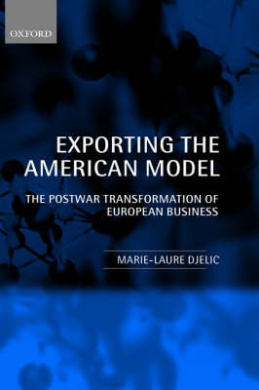 OXFORD
EXPORTING THE
AMERICAN MODEL
THE POSTWAR TRANSFORMATION OF
EUROPEAN BUSINESS
MARIE-LAURE DJELIC